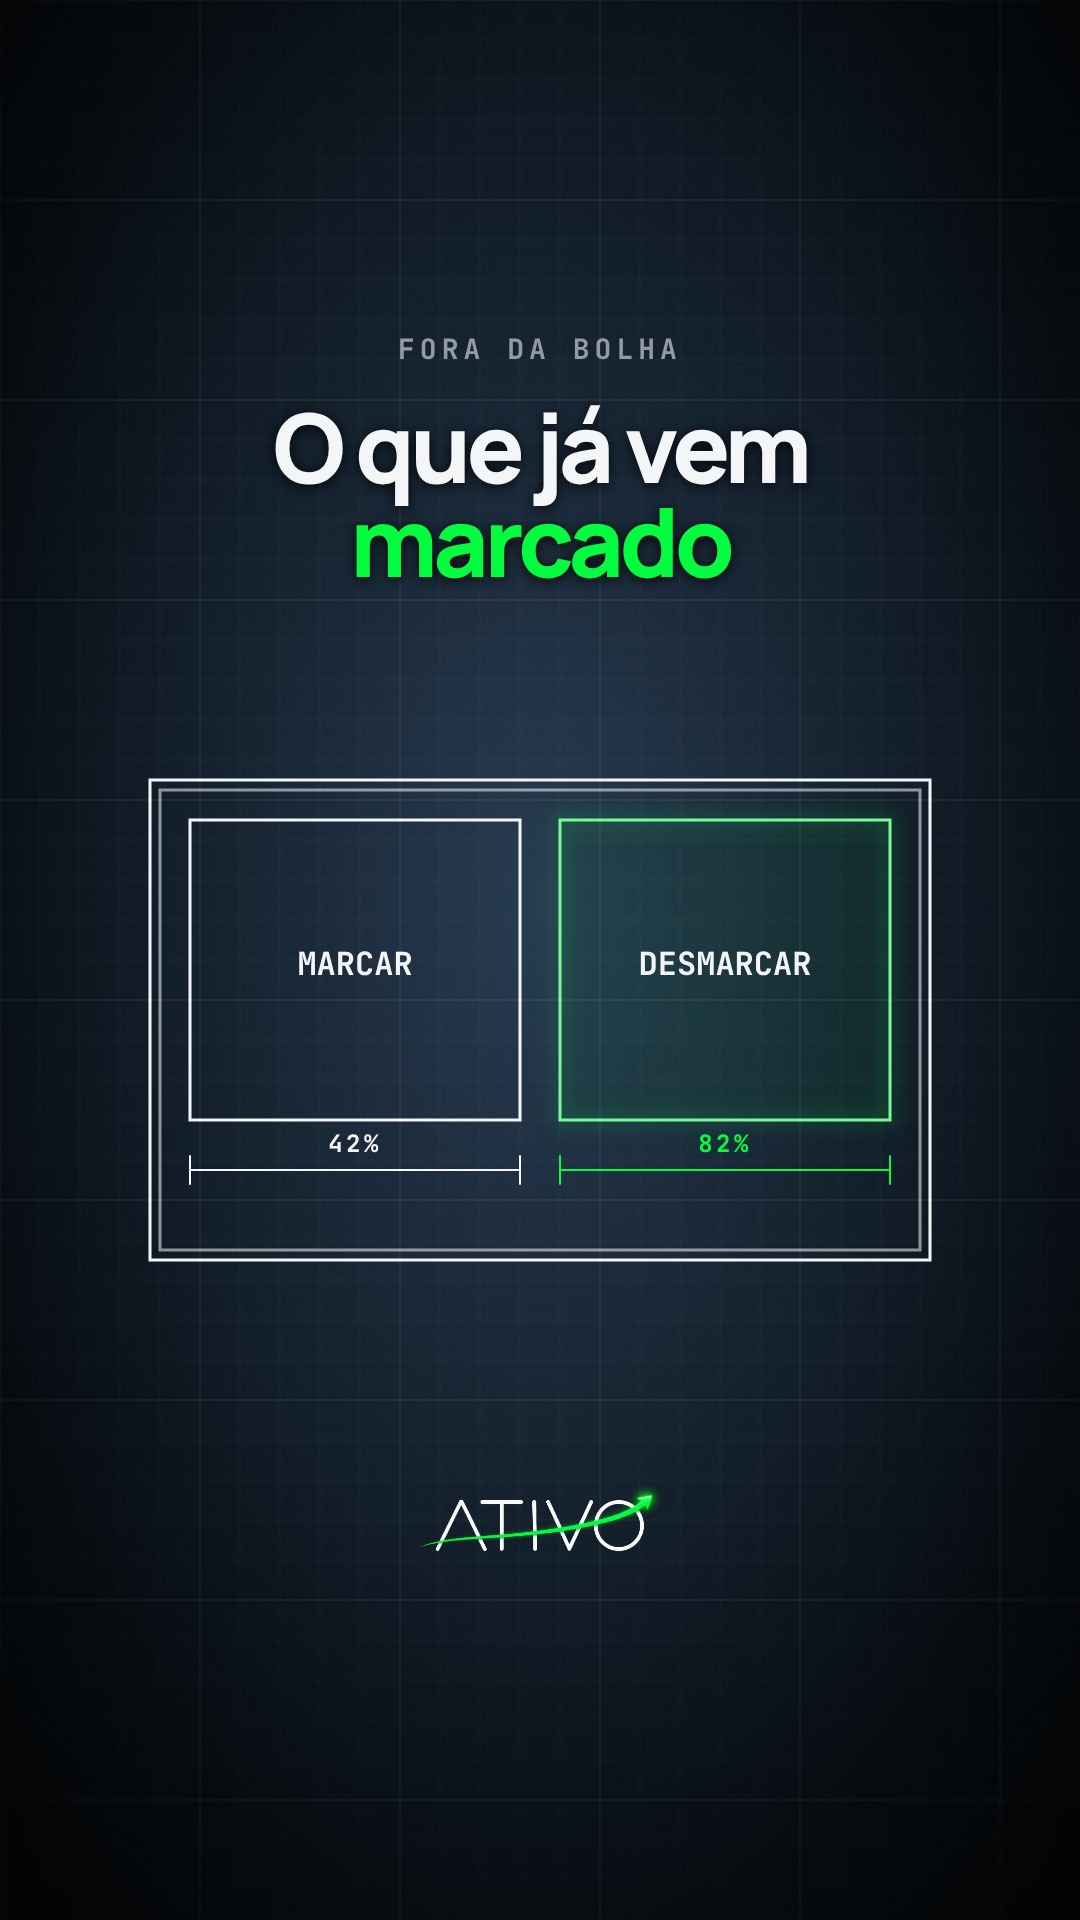 FORA DA BOLHA
O que já vem
marcado
MARCAR
DESMARCAR
42%
82%
ATIVO